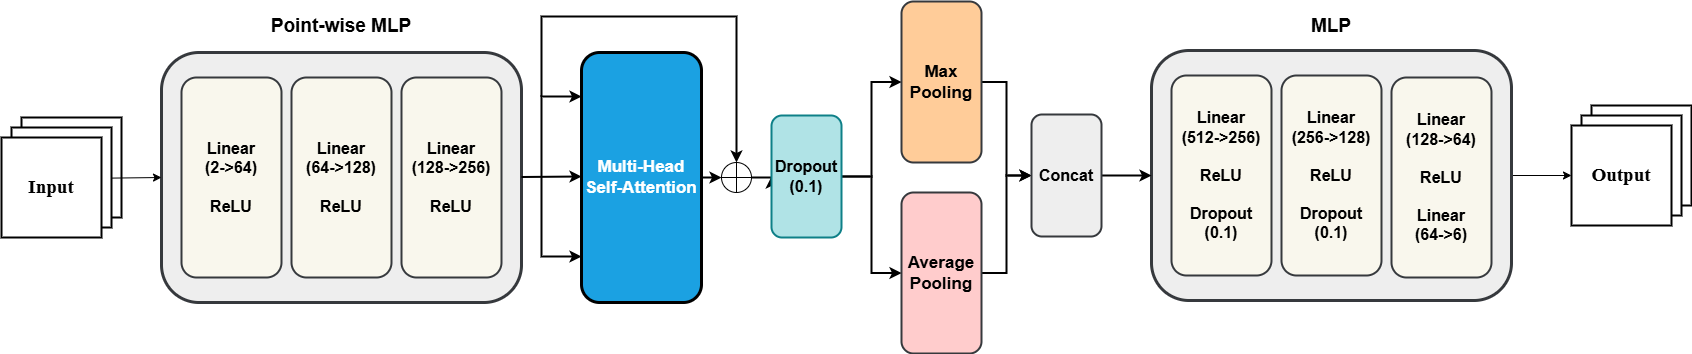 Point-wise MLP
MLP
Input
Linear
(2->64)
ReLU
Linear
(64->128)
ReLU
Linear
(128->256)
ReLU
Multi-Head
Self-Attention
Dropout
(0.1)
Max
Pooling
Average
Pooling
Concat
Linear
(512->256)
ReLU
Dropout
(0.1)
Linear
(256->128)
ReLU
Dropout
(0.1)
Linear
(128->64)
ReLU
Linear
(64->6)
Output